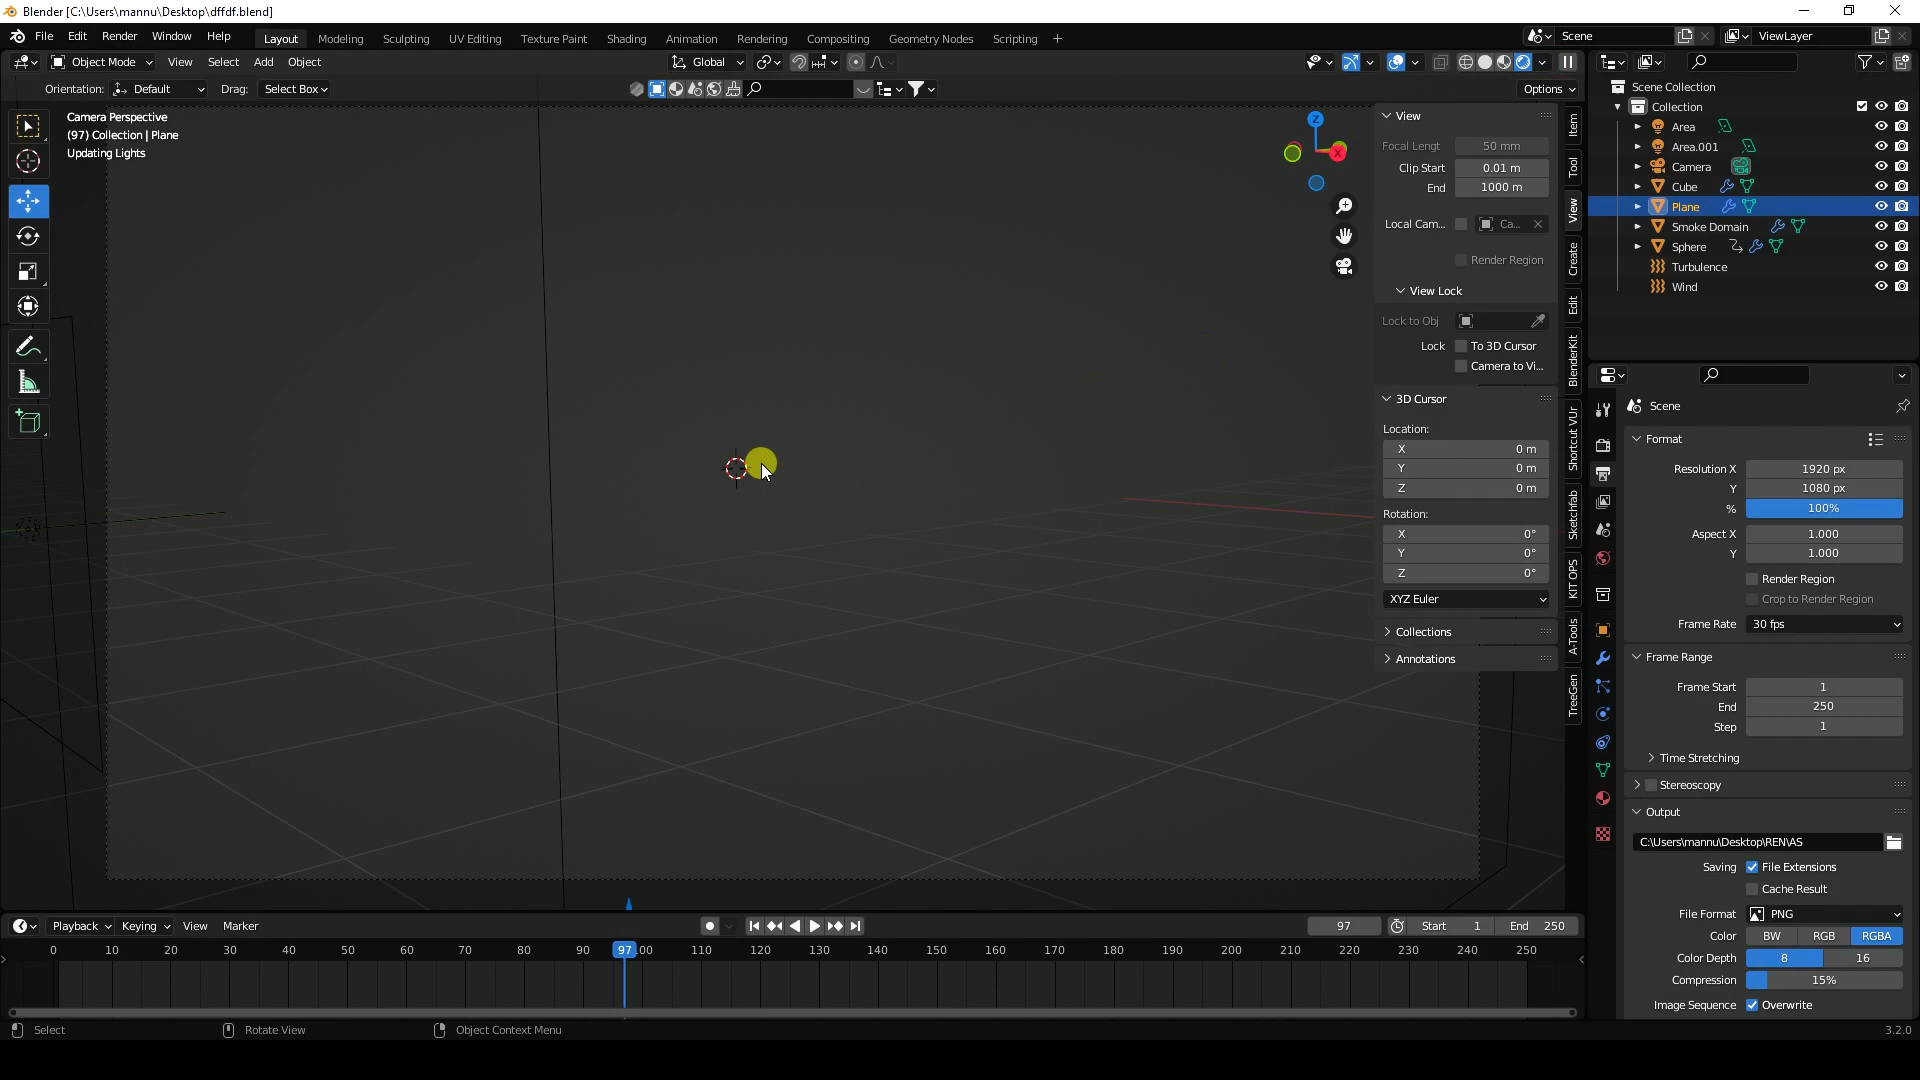 Blender [C:\Users\mannu\Desktop\dffdf.blend]
File Edit Render Window Help Layout Modeling Sculpting UV Editing Texture Paint Shading Animation Rendering Compositing Geometry Nodes Scripting + Scene ViewLayer
Object Mode View Select Add Object Global
Orientation: Default Drag: Select Box Options
Camera Perspective
(97) Collection | Plane
Updating Lights
Z
X
View
Focal Lengt 50 mm
Clip Start 0.01 m
End 1000 m
Local Cam... Ca...
Render Region
View Lock
Lock to Obj
Lock To 3D Cursor
Camera to Vi...
3D Cursor
Location:
X 0 m
Y 0 m
Z 0 m
Rotation:
X 0°
Y 0°
Z 0°
XYZ Euler
Collections
Annotations
Item
Tool
View
Create
Edit
BlenderKit
Shortcut VUr
Sketchfab
KIT OPS
A-Tools
TreeGen
Scene Collection
Collection
Area
Area.001
Camera
Cube
Plane
Smoke Domain
Sphere
Turbulence
Wind
Scene
Format
Resolution X 1920 px
Y 1080 px
% 100%
Aspect X 1.000
Y 1.000
Render Region
Crop to Render Region
Frame Rate 30 fps
Frame Range
Frame Start 1
End 250
Step 1
Time Stretching
Stereoscopy
Output
C:\Users\mannu\Desktop\REN\AS
Saving File Extensions
Cache Result
File Format PNG
Color BW RGB RGBA
Color Depth 8 16
Compression 15%
Image Sequence Overwrite
Playback Keying View Marker 97 Start 1 End 250
0 10 20 30 40 50 60 70 80 90 97 00 110 120 130 140 150 160 170 180 190 200 210 220 230 240 250
Select Rotate View Object Context Menu 3.2.0